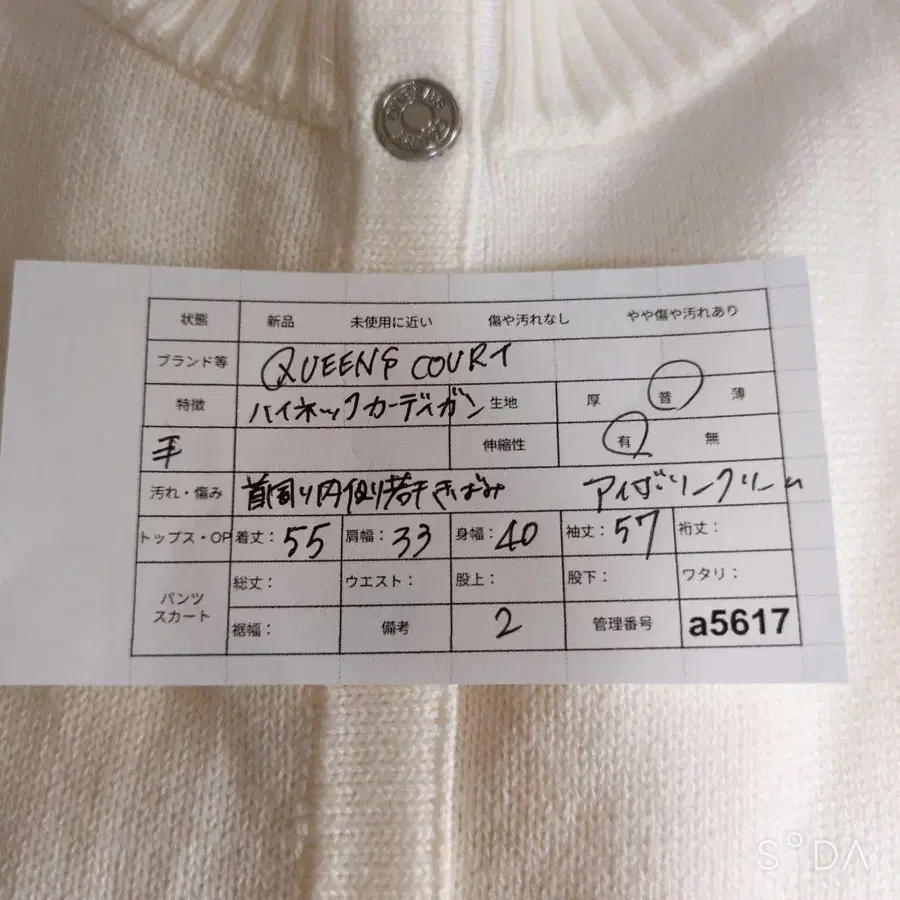 状態 新品 未使用に近い 傷や汚れなし やや傷や汚れあり
ブランド等 QUEENS COURT
特徴 ハイネックカーディガン 生地 厚 普 薄
伸縮性 有 無
汚れ・傷み 首周り内側若干きばみ アイボリークリーム
トップス・OP 着丈：55 肩幅：33 身幅：40 袖丈：57 裄丈：
パンツ スカート 総丈： ウエスト： 股上： 股下： ワタリ：
裾幅： 備考 2 管理番号 a5617
SODA